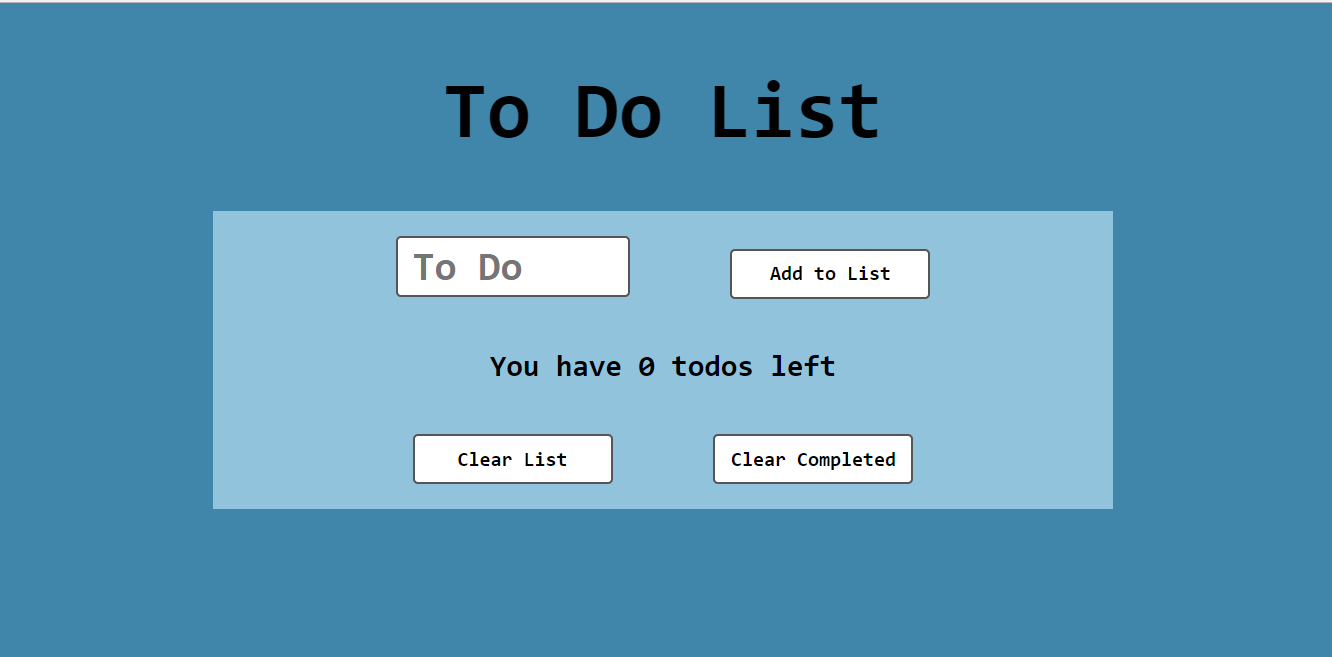 To Do List
To Do
Add to List
You have 0 todos left
Clear List
Clear Completed